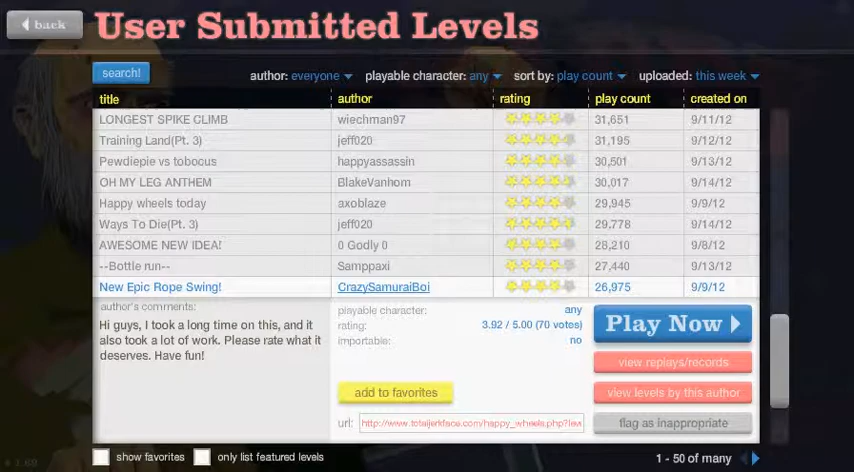 back
User Submitted Levels
search!
author: everyone playable character: any sort by: play count uploaded: this week
title author rating play count created on
LONGEST SPIKE CLIMB wiechman97 31,651 9/11/12
Training Land(Pt. 3) jeff020 31,195 9/12/12
Pewdiepie vs tobocus happyassassin 30,501 9/13/12
OH MY LEG ANTHEM BlakeVanhorn 30,017 9/14/12
Happy wheels today axoblaze 29,945 9/9/12
Ways To Die(Pt. 3) jeff020 29,778 9/14/12
AWESOME NEW IDEA! 0 Godly 0 28,210 9/8/12
--Bottle run-- Samppaxi 27,440 9/13/12
New Epic Rope Swing! CrazySamuraiBoi 26,975 9/9/12
author's comments:
Hi guys, I took a long time on this, and it
also took a lot of work. Please rate what it
deserves. Have fun!
playable character: any
rating: 3.92 / 5.00 (70 votes)
importable: no
add to favorites
url: http://www.totaljerkface.com/happy_wheels.php?
Play Now
view replays/records
view levels by this author
flag as inappropriate
show favorites only list featured levels 1 - 50 of many